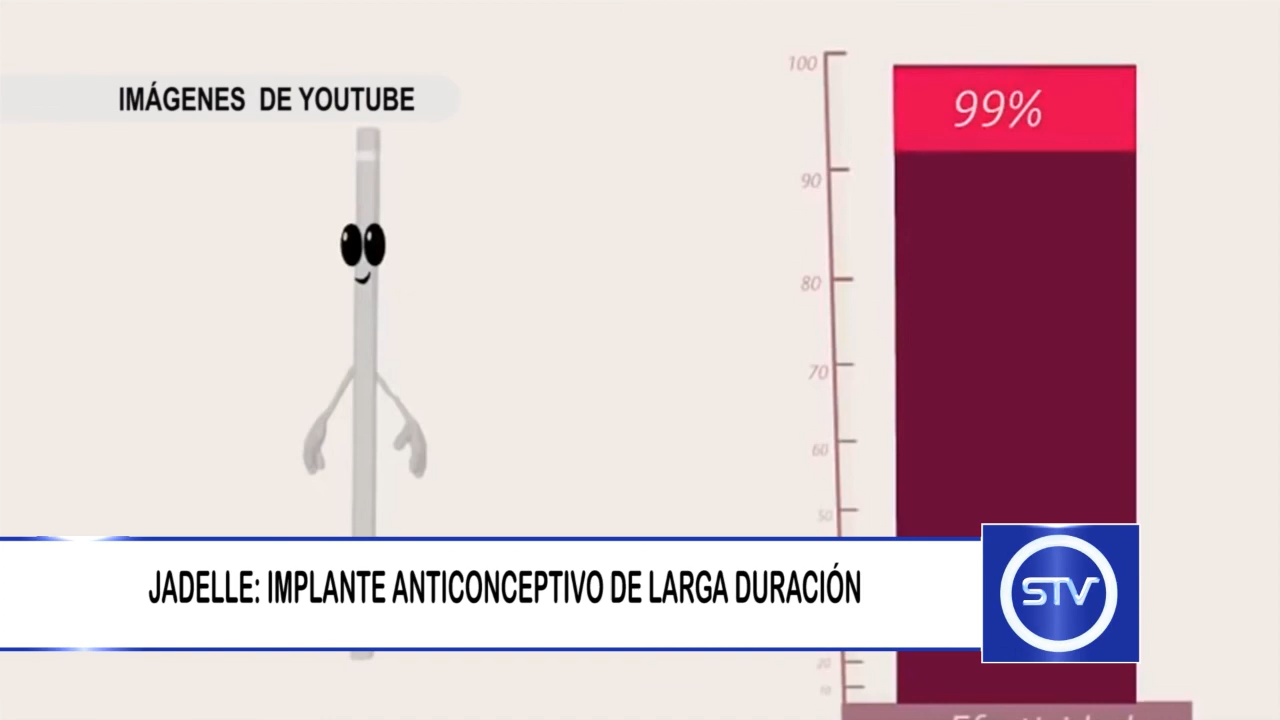 IMÁGENES DE YOUTUBE
100
99%
90
80
70
60
50
JADELLE: IMPLANTE ANTICONCEPTIVO DE LARGA DURACIÓN
STV
20
10
Efectividad